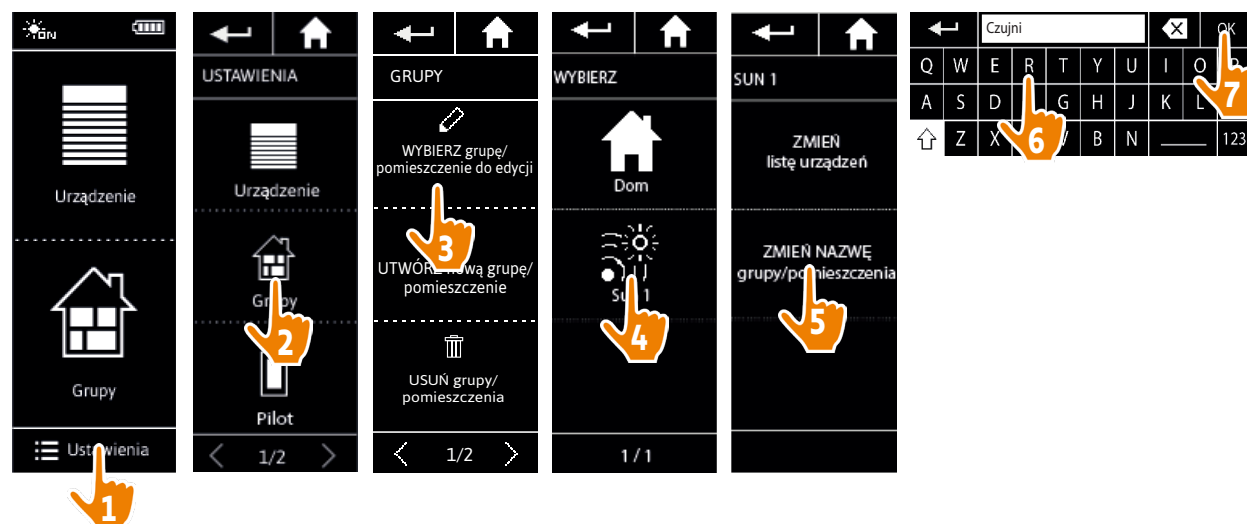 ON
Urządzenie
Grupy
Ustawienia
1
USTAWIENIA
Urządzenie
Grupy
2
Pilot
1/2
GRUPY
WYBIERZ grupę/
pomieszczenie do edycji
3
UTWÓRZ nową grupę/
pomieszczenie
USUŃ grupy/
pomieszczenia
1/2
WYBIERZ
Dom
Sun 1
4
1 / 1
SUN 1
ZMIEŃ
listę urządzeń
ZMIEŃ NAZWĘ
grupy/pomieszczenia
5
Czujni OK
Q W E R T Y U I O P
7
A S D G H J K L
6
Z X V B N 123